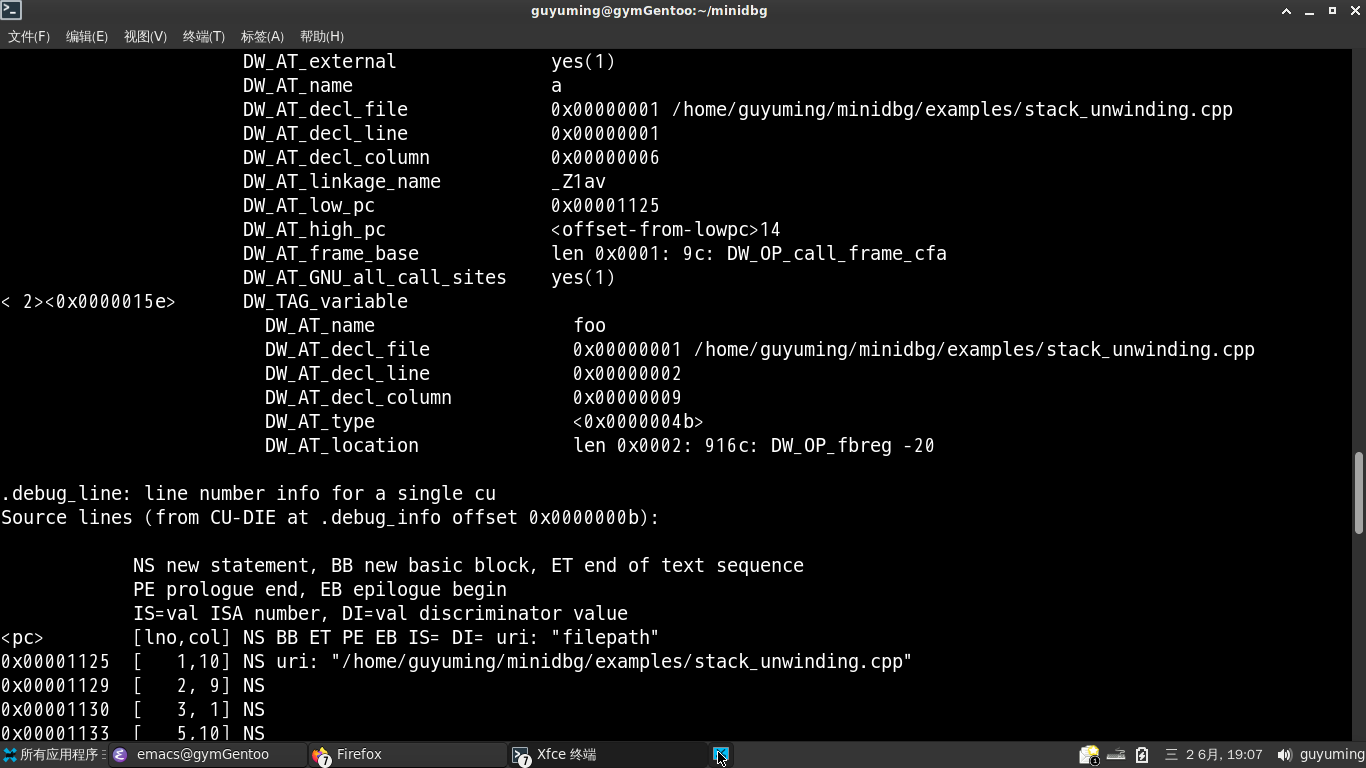 guyuming@gymGentoo:~/minidbg
文件(F) 编辑(E) 视图(V) 终端(T) 标签(A) 帮助(H)
DW_AT_external yes(1)
DW_AT_name a
DW_AT_decl_file 0x00000001 /home/guyuming/minidbg/examples/stack_unwinding.cpp
DW_AT_decl_line 0x00000001
DW_AT_decl_column 0x00000006
DW_AT_linkage_name _Z1av
DW_AT_low_pc 0x00001125
DW_AT_high_pc <offset-from-lowpc>14
DW_AT_frame_base len 0x0001: 9c: DW_OP_call_frame_cfa
DW_AT_GNU_all_call_sites yes(1)
< 2><0x0000015e> DW_TAG_variable
DW_AT_name foo
DW_AT_decl_file 0x00000001 /home/guyuming/minidbg/examples/stack_unwinding.cpp
DW_AT_decl_line 0x00000002
DW_AT_decl_column 0x00000009
DW_AT_type <0x0000004b>
DW_AT_location len 0x0002: 916c: DW_OP_fbreg -20
.debug_line: line number info for a single cu
Source lines (from CU-DIE at .debug_info offset 0x0000000b):
NS new statement, BB new basic block, ET end of text sequence
PE prologue end, EB epilogue begin
IS=val ISA number, DI=val discriminator value
<pc> [lno,col] NS BB ET PE EB IS= DI= uri: "filepath"
0x00001125 [ 1,10] NS uri: "/home/guyuming/minidbg/examples/stack_unwinding.cpp"
0x00001129 [ 2, 9] NS
0x00001130 [ 3, 1] NS
0x00001133 [ 5,10] NS
所有应用程序 emacs@gymGentoo 7 Firefox 7 Xfce 终端 1 三 2 6月, 19:07 guyuming